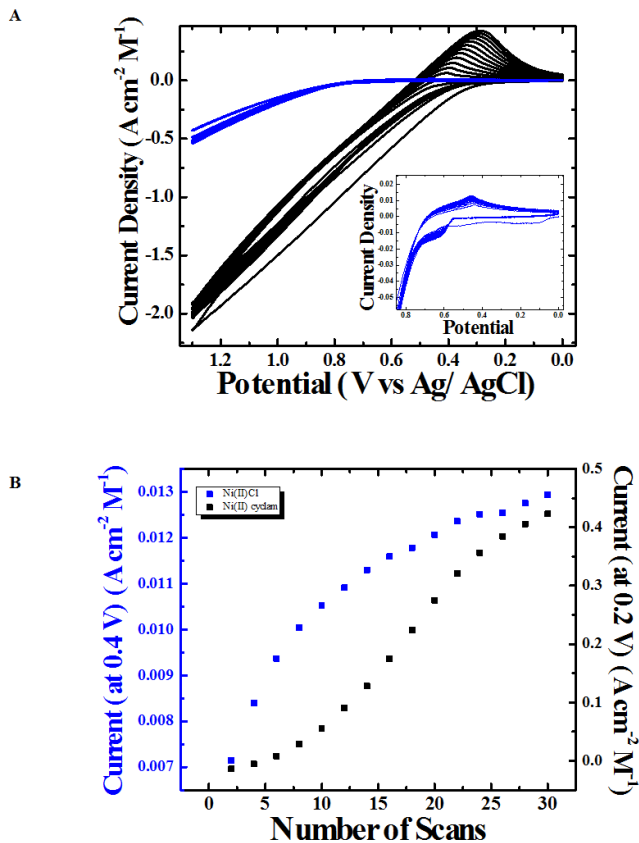 A
Current Density ( A cm-2 M-1)
0.0
-0.5
-1.0
-1.5
-2.0
1.2 1.0 0.8 0.6 0.4 0.2 0.0
Potential ( V vs Ag/ AgCl)
Current Density
0.02
0.01
0.00
-0.01
-0.02
-0.03
-0.04
-0.05
0.8 0.6 0.4 0.2 0.0
Potential
B
Current ( at 0.4 V) ( A cm-2 M-1)
0.013
0.012
0.011
0.010
0.009
0.008
0.007
Ni(II)Cl
Ni(II) cyclam
0.5
0.4
0.3
0.2
0.1
0.0
Current ( at 0.2 V) ( A cm-2 M-1)
0 5 10 15 20 25 30
Number of Scans